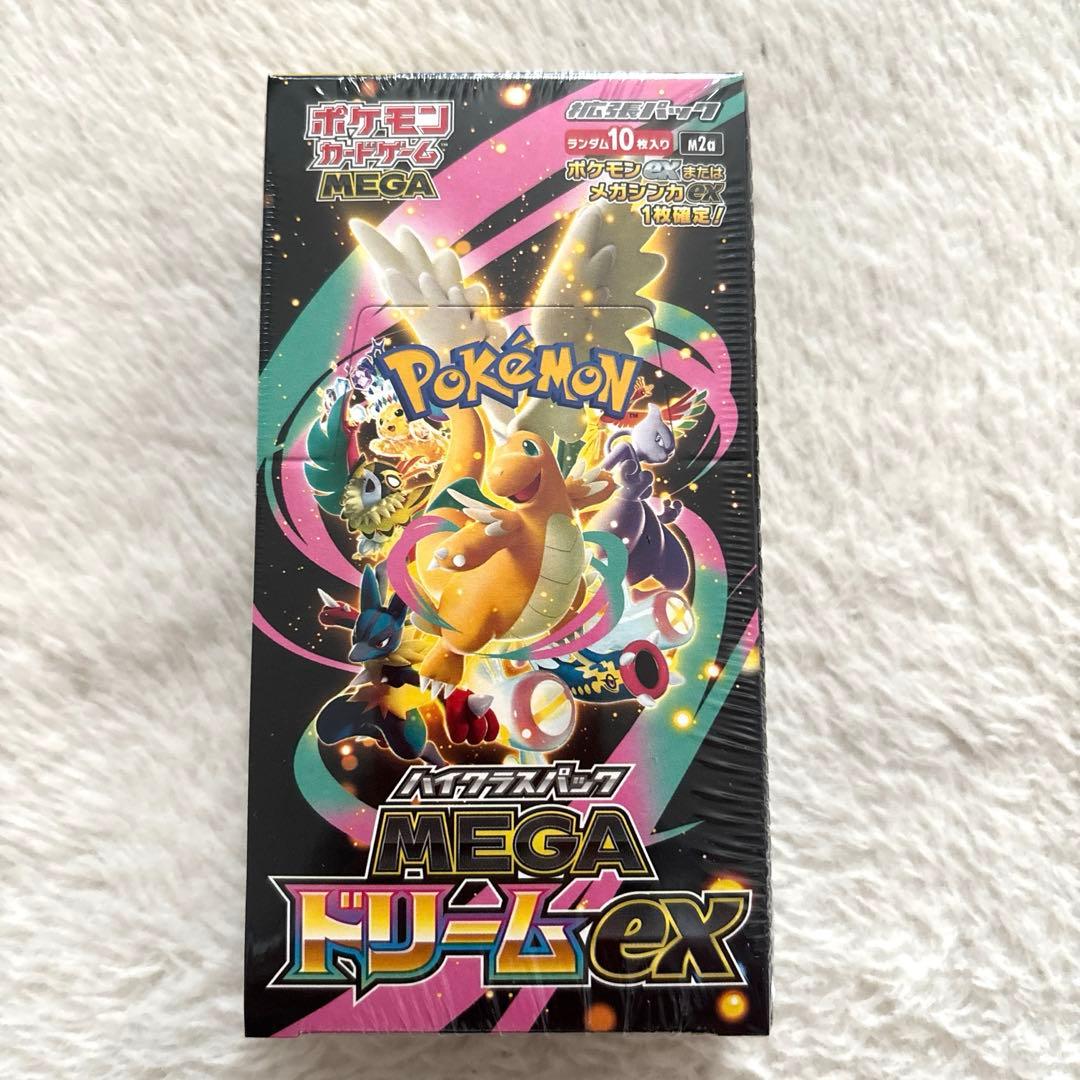 ポケモン
カードゲーム
MEGA
拡張パック
ランダム10枚入り M2a
ポケモンexまたは
メガシンカex
1枚確定!
POKéMON
TM
ハイクラスパック
MEGA
ドリームex